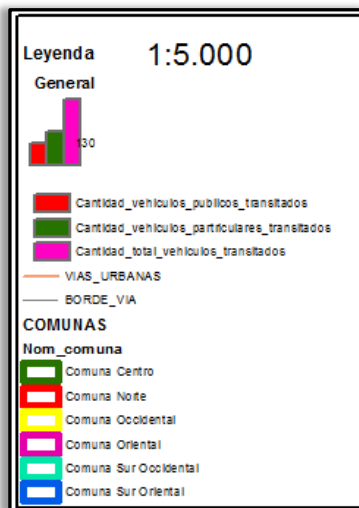 Leyenda 1:5.000
General
130
Cantidad_vehiculos_publicos_transitados
Cantidad_vehiculos_partriculares_transitados
Cantidad_total_vehiculos_transitados
VIAS_URBANAS
BORDE_VIA
COMUNAS
Nom_comuna
Comuna Centro
Comuna Norte
Comuna Occidental
Comuna Oriental
Comuna Sur Occidental
Comuna Sur Oriental